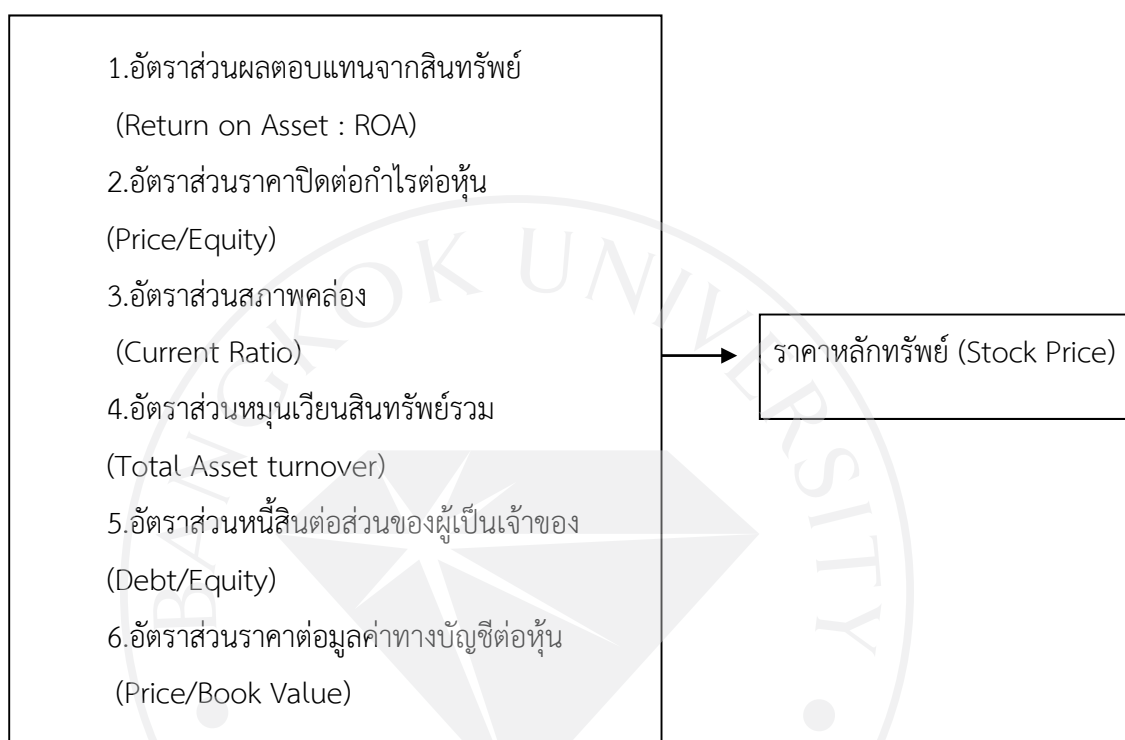 1.อัตราส่วนผลตอบแทนจากสินทรัพย์
(Return on Asset : ROA)
2.อัตราส่วนราคาปิดต่อกำไรต่อหุ้น
(Price/Equity)
3.อัตราส่วนสภาพคล่อง
(Current Ratio)
4.อัตราส่วนหมุนเวียนสินทรัพย์รวม
(Total Asset turnover)
5.อัตราส่วนหนี้สินต่อส่วนของผู้เป็นเจ้าของ
(Debt/Equity)
6.อัตราส่วนราคาต่อมูลค่าทางบัญชีต่อหุ้น
(Price/Book Value)
ราคาหลักทรัพย์ (Stock Price)
BANGKOK UNIVERSITY